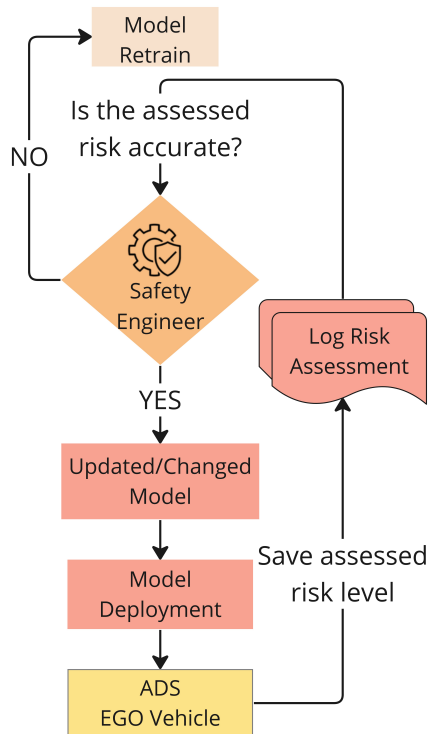 Model
Retrain
Is the assessed
risk accurate?
NO
Safety
Engineer
Log Risk
Assessment
YES
Updated/Changed
Model
Save assessed
risk level
Model
Deployment
ADS
EGO Vehicle